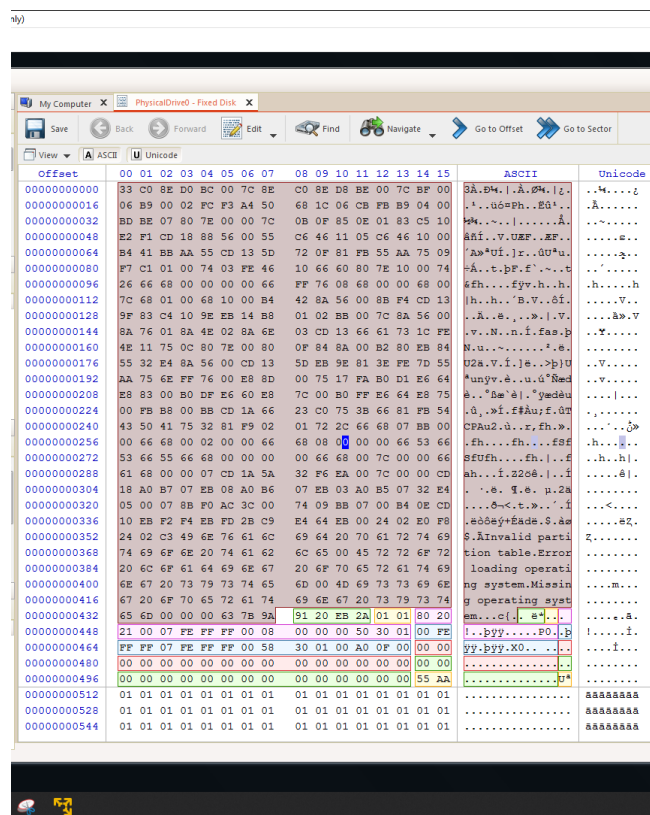 nly)
My Computer X PhysicalDrive0 - Fixed Disk X
Save Back Forward Edit Find Navigate Go to Offset Go to Sector
View A ASCII U Unicode
Offset 00 01 02 03 04 05 06 07 08 09 10 11 12 13 14 15 ASCII Unicode
00000000000 33 C0 8E D0 BC 00 7C 8E C0 8E D8 BE 00 7C BF 00
00000000016 06 B9 00 02 FC F3 A4 50 68 1C 06 CB FB B9 04 00
00000000032 BD BE 07 80 7E 00 00 7C 0B 0F 85 0E 01 83 C5 10
00000000048 E2 F1 CD 18 88 56 00 55 C6 46 11 05 C6 46 10 00
00000000064 B4 41 BB AA 55 CD 13 5D 72 0F 81 FB 55 AA 75 09
00000000080 F7 C1 01 00 74 03 FE 46 10 66 60 80 7E 10 00 74
00000000096 26 66 68 00 00 00 00 66 FF 76 08 68 00 00 68 00
00000000112 7C 68 01 00 68 10 00 B4 42 8A 56 00 8B F4 CD 13
00000000128 9F 83 C4 10 9E EB 14 B8 01 02 BB 00 7C 8A 56 00
00000000144 8A 76 01 8A 4E 02 8A 6E 03 CD 13 66 61 73 1C FE
00000000160 4E 11 75 0C 80 7E 00 80 0F 84 8A 00 B2 80 EB 84
00000000176 55 32 E4 8A 56 00 CD 13 5D EB 9E 81 3E FE 7D 55
00000000192 AA 75 6E FF 76 00 E8 8D 00 75 17 FA B0 D1 E6 64
00000000208 E8 83 00 B0 DF E6 60 E8 7C 00 B0 FF E6 64 E8 75
00000000224 00 FB B8 00 BB CD 1A 66 23 C0 75 3B 66 81 FB 54
00000000240 43 50 41 75 32 81 F9 02 01 72 2C 66 68 07 BB 00
00000000256 00 66 68 00 02 00 00 66 68 08 00 00 00 66 53 66
00000000272 53 66 55 66 68 00 00 00 00 66 68 00 7C 00 00 66
00000000288 61 68 00 00 07 CD 1A 5A 32 F6 EA 00 7C 00 00 CD
00000000304 18 A0 B7 07 EB 08 A0 B6 07 EB 03 A0 B5 07 32 E4
00000000320 05 00 07 8B F0 AC 3C 00 74 09 BB 07 00 B4 0E CD
00000000336 10 EB F2 F4 EB FD 2B C9 E4 64 EB 00 24 02 E0 F8
00000000352 24 02 C3 49 6E 76 61 6C 69 64 20 70 61 72 74 69 $.ÃInvalid parti
00000000368 74 69 6F 6E 20 74 61 62 6C 65 00 45 72 72 6F 72 tion table.Error
00000000384 20 6C 6F 61 64 69 6E 67 20 6F 70 65 72 61 74 69 loading operati
00000000400 6E 67 20 73 79 73 74 65 6D 00 4D 69 73 73 69 6E ng system.Missin
00000000416 67 20 6F 70 65 72 61 74 69 6E 67 20 73 79 73 74 g operating syst
00000000432 65 6D 00 00 00 63 7B 9A 91 20 EB 2A 01 01 80 20
00000000448 21 00 07 FE FF FF 00 08 00 00 00 50 30 01 00 FE
00000000464 FF FF 07 FE FF FF 00 58 30 01 00 A0 0F 00 00 00
00000000480 00 00 00 00 00 00 00 00 00 00 00 00 00 00 00 00
00000000496 00 00 00 00 00 00 00 00 00 00 00 00 00 00 55 AA
00000000512 01 01 01 01 01 01 01 01 01 01 01 01 01 01 01 01 ................ āāāāāāāā
00000000528 01 01 01 01 01 01 01 01 01 01 01 01 01 01 01 01 ................ āāāāāāāā
00000000544 01 01 01 01 01 01 01 01 01 01 01 01 01 01 01 01 ................ āāāāāāāā